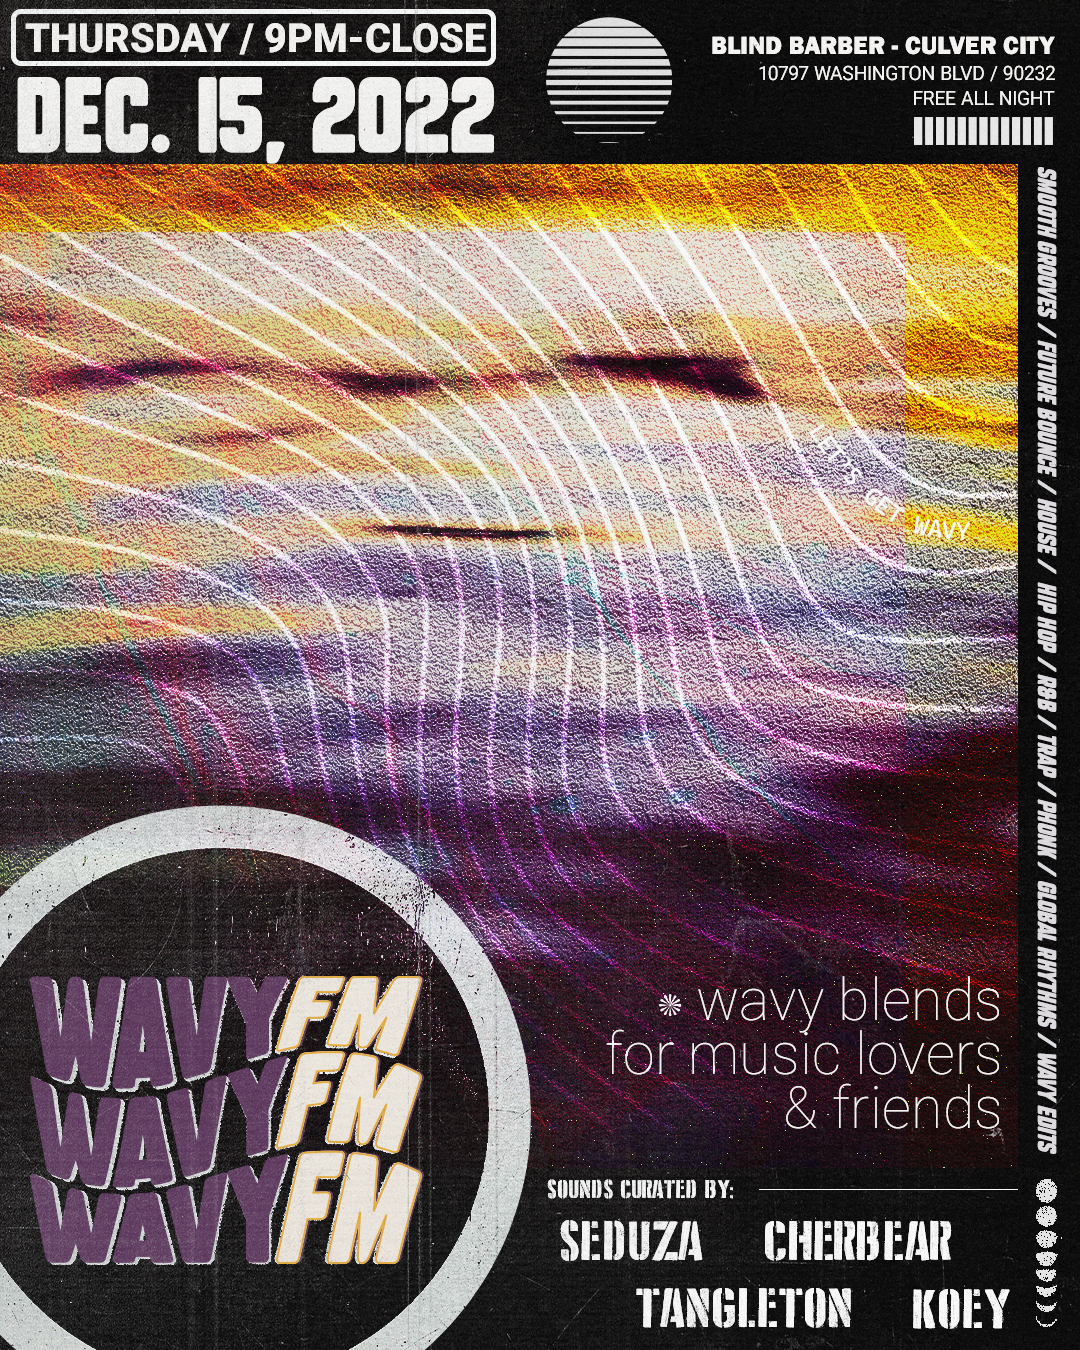 THURSDAY / 9PM-CLOSE
DEC. 15, 2022
BLIND BARBER - CULVER CITY
10797 WASHINGTON BLVD / 90232
FREE ALL NIGHT
SMOOTH GROOVES / FUTURE BOUNCE / HOUSE / HIP HOP / R&B / TRAP / PHONK / GLOBAL RHYTHMS / WAVY EDITS
LET'S GET WAVY
WAVYFM
WAVYFM
WAVYFM
wavy blends
for music lovers
& friends
SOUNDS CURATED BY:
SEDUZA CHERBEAR
TANGLETON KOEY